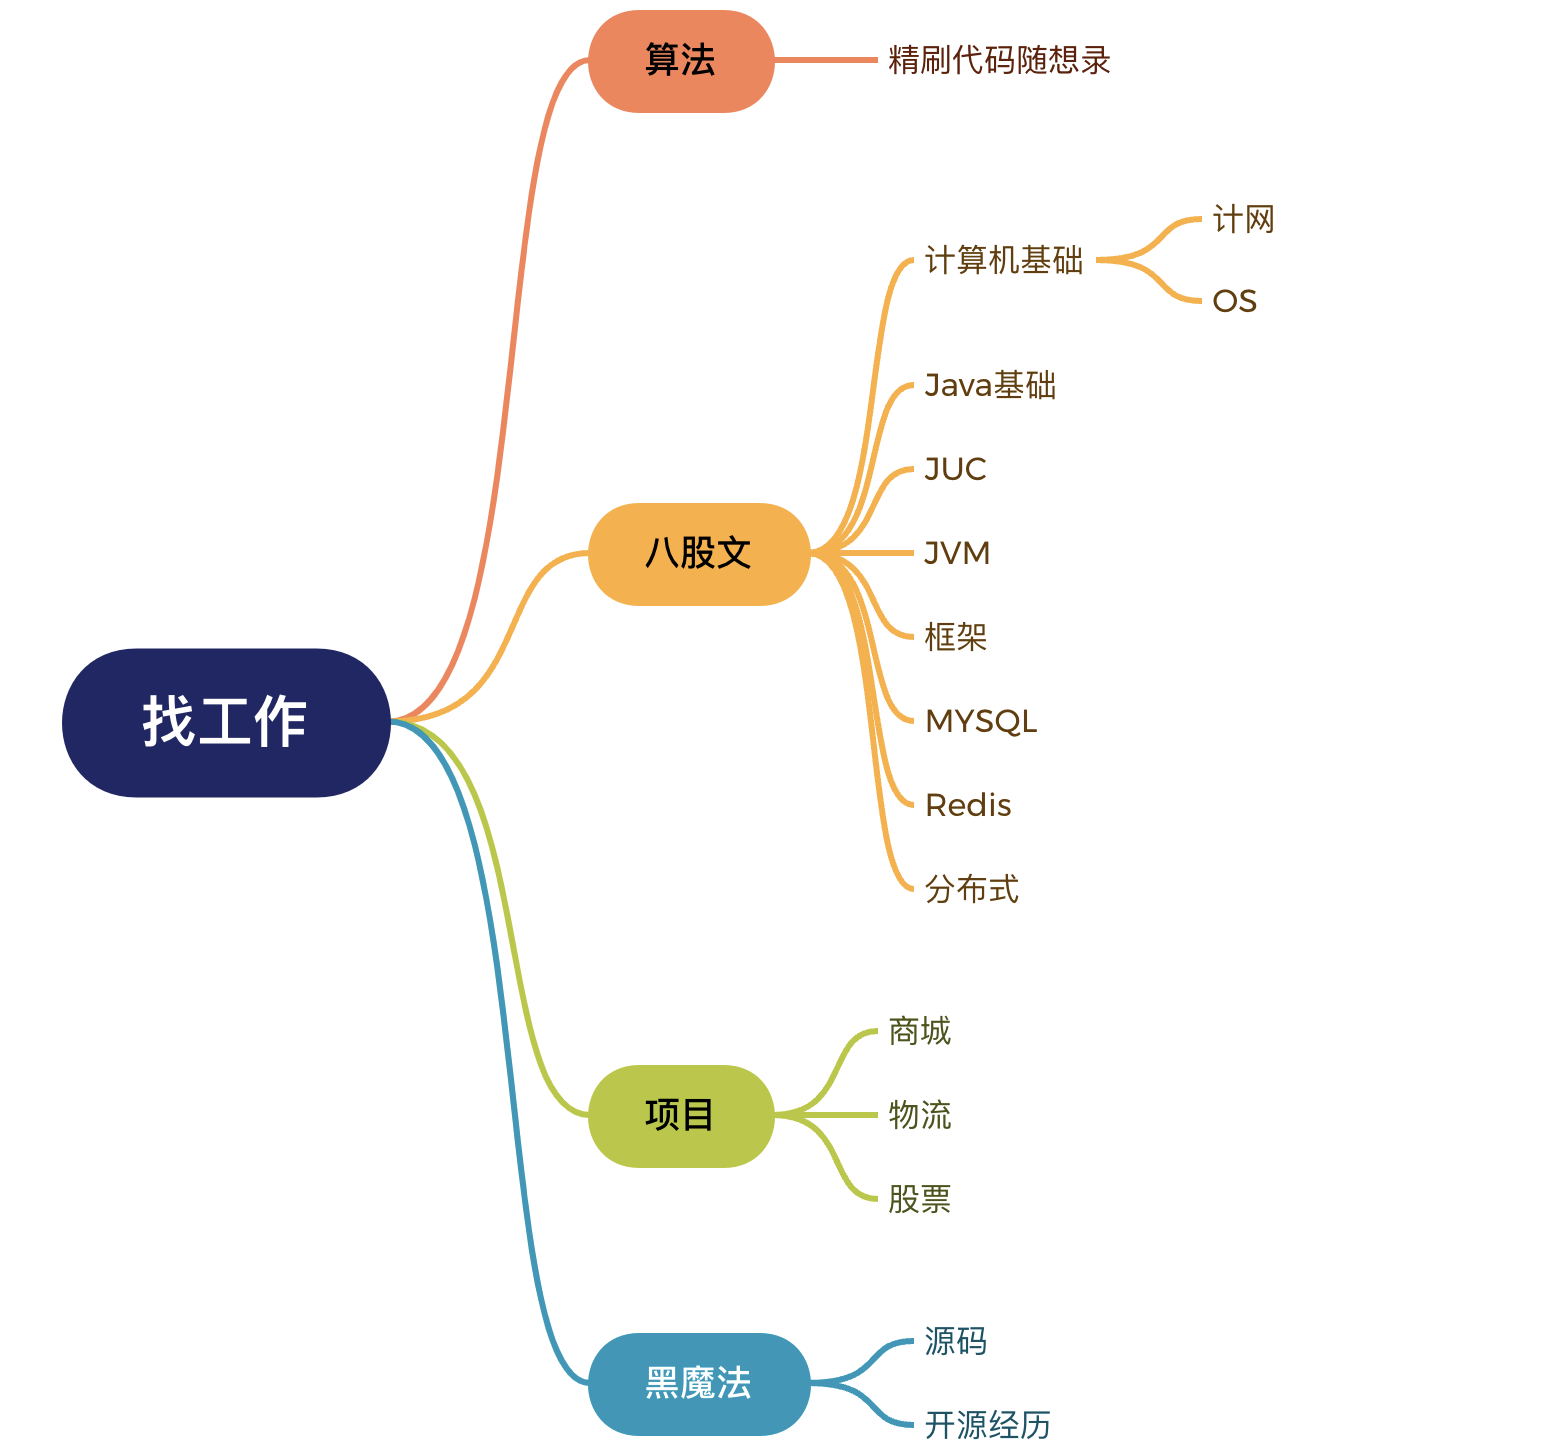 找工作
算法
精刷代码随想录
八股文
计算机基础
计网
OS
Java基础
JUC
JVM
框架
MYSQL
Redis
分布式
项目
商城
物流
股票
黑魔法
源码
开源经历